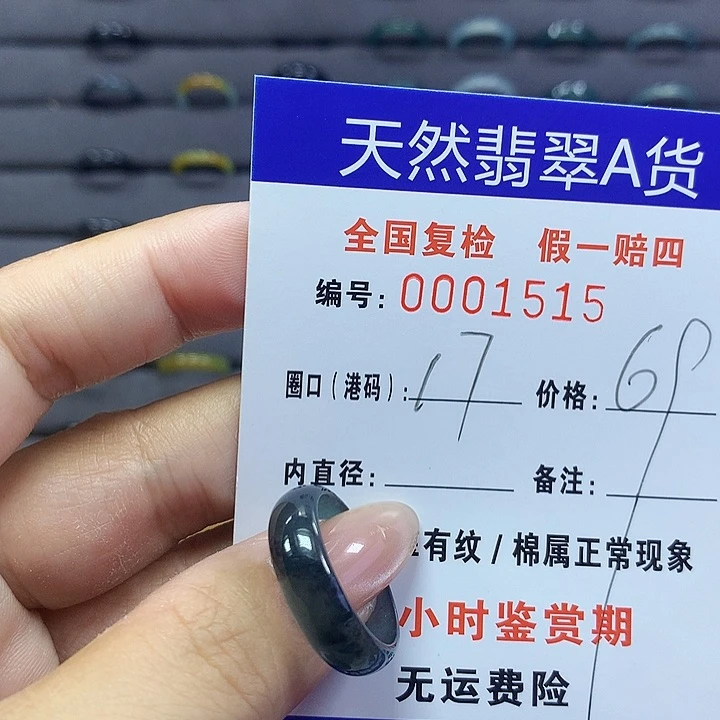 天然翡翠A货
全国复检 假一赔四
编号: 0001515
圈口(港码): 17 价格: 69
内直径: 备注:
有纹/棉属正常现象
小时鉴赏期
无运费险